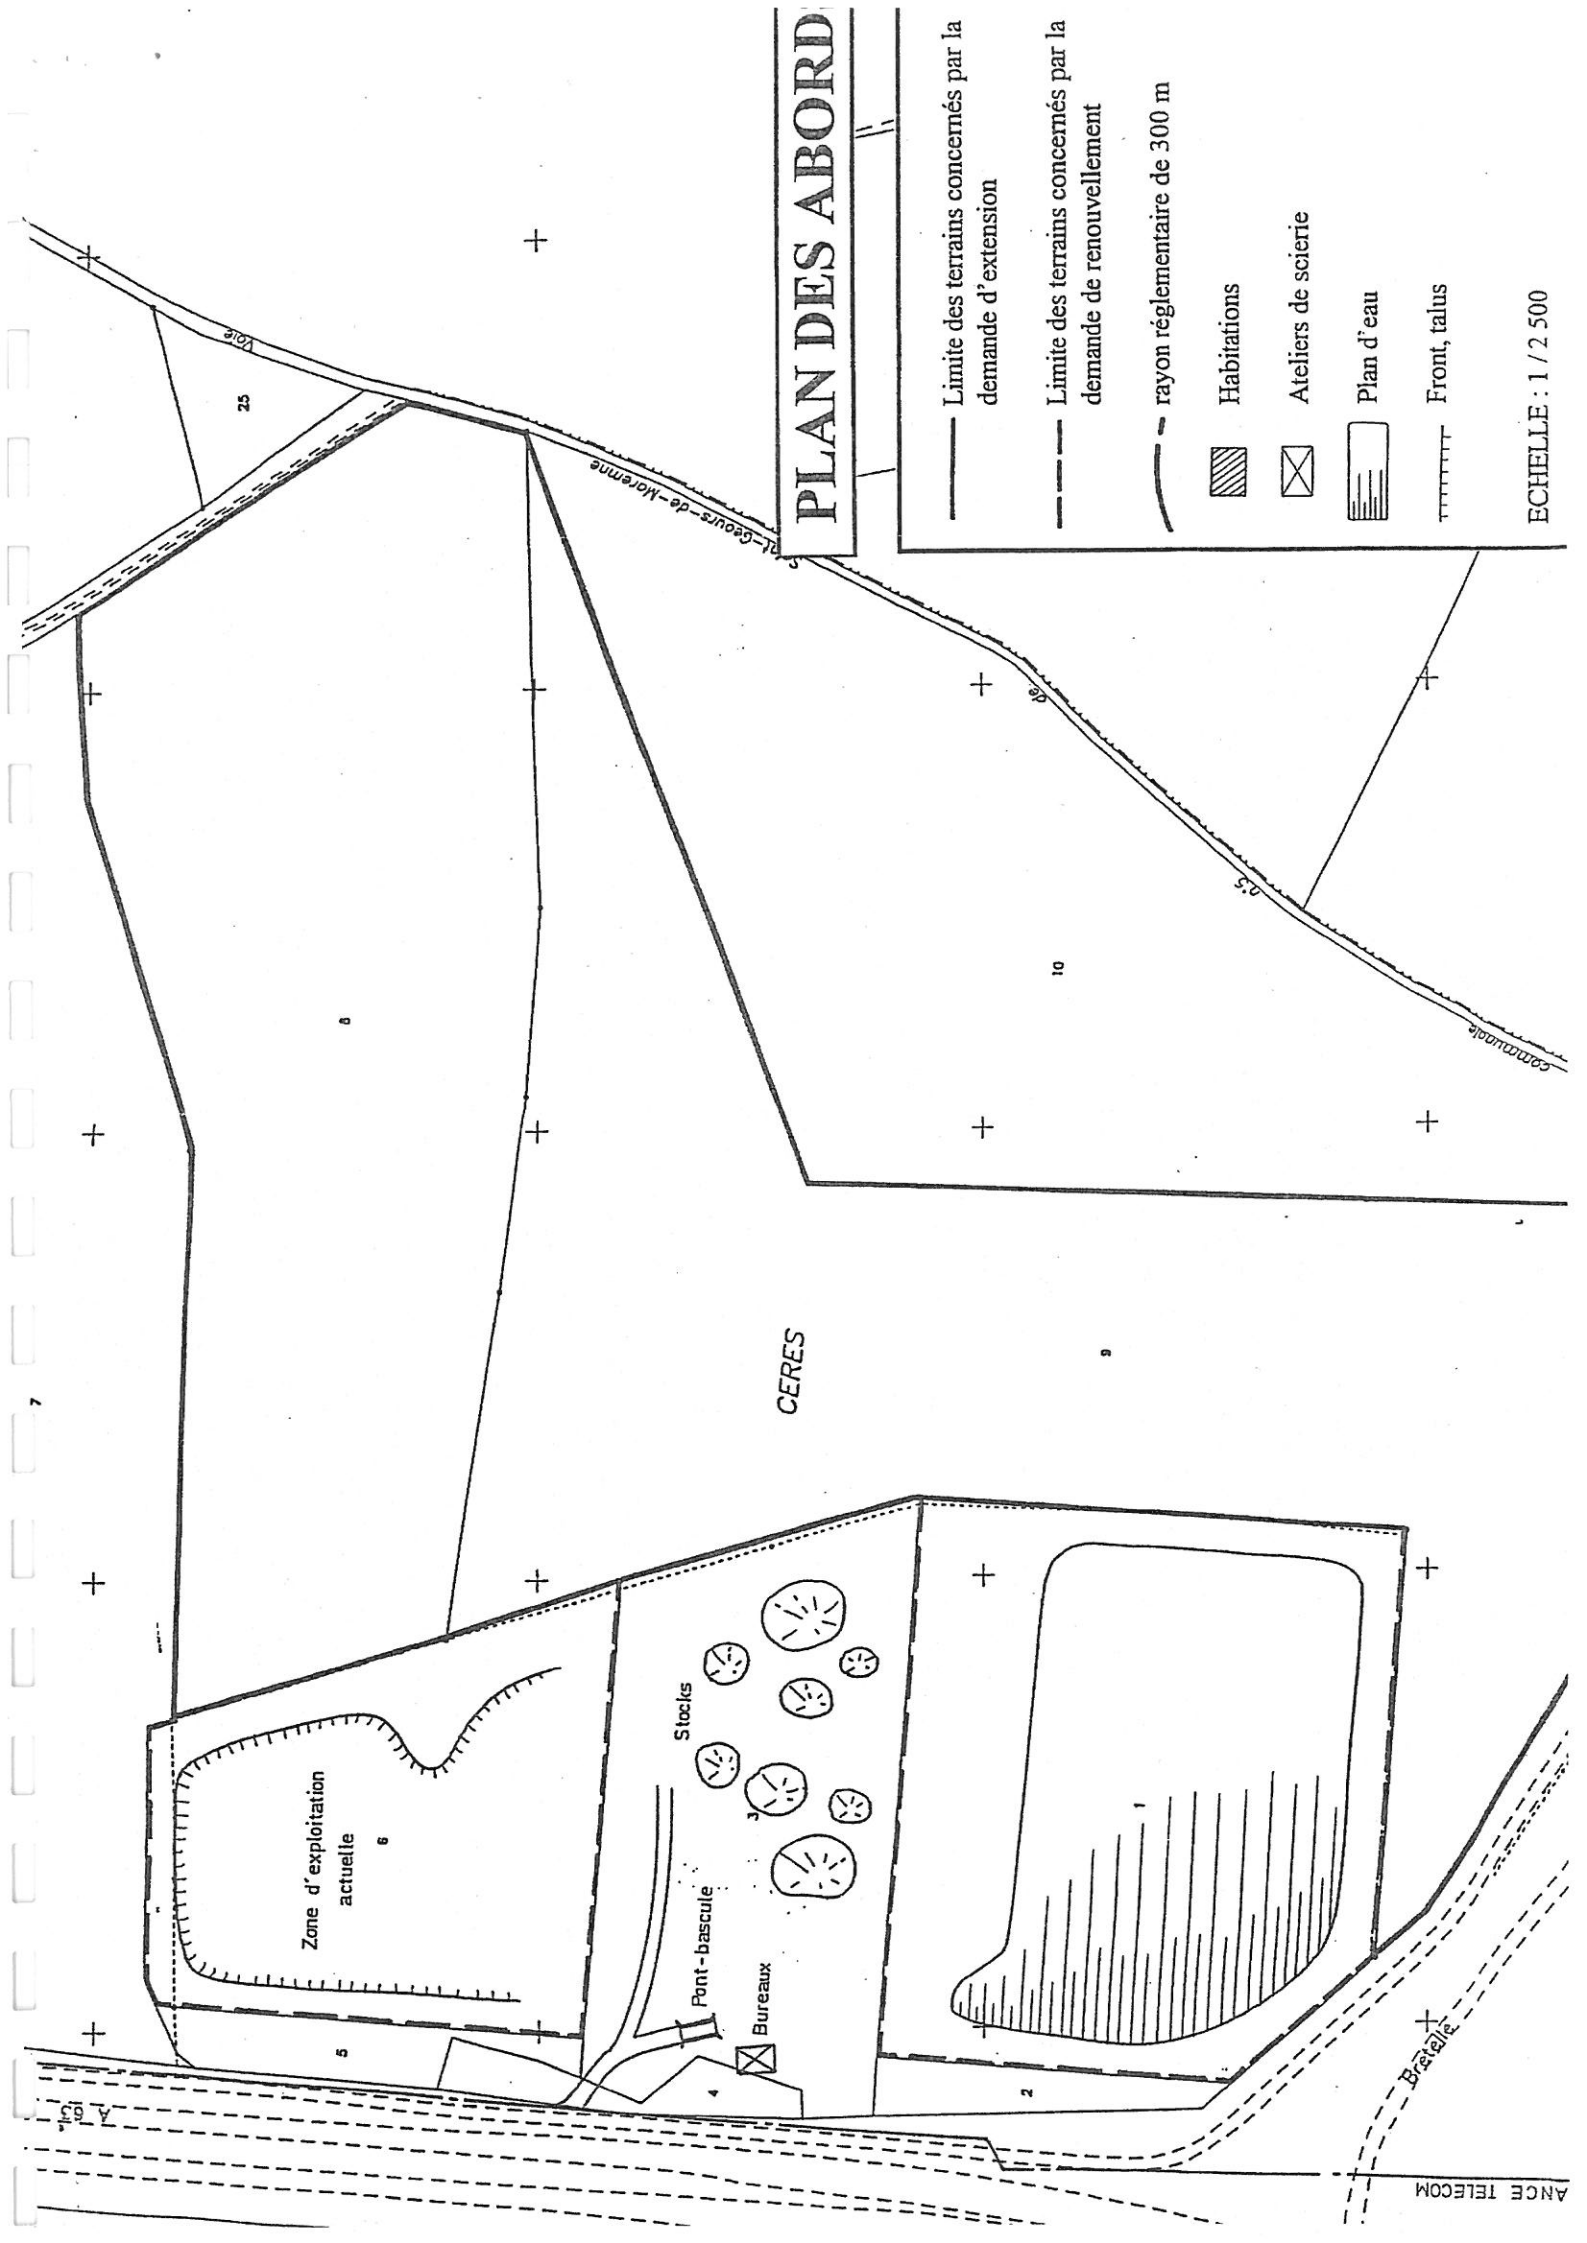 PLAN DES ABORD
Limite des terrains concernés par la
demande d'extension
Limite des terrains concernés par la
demande de renouvellement
rayon réglementaire de 300 m
Habitations
Ateliers de scierie
Plan d'eau
Front, talus
ECHELLE : 1 / 2 500
7
25
Voie
nt-Geours-de-Maremne
de
n°5
communale
8
10
CERES
9
Zone d'exploitation
actuelle
6
Stocks
3
Pont-bascule
Bureaux
1
5
4
2
Bretelle
ANCE TELECOM